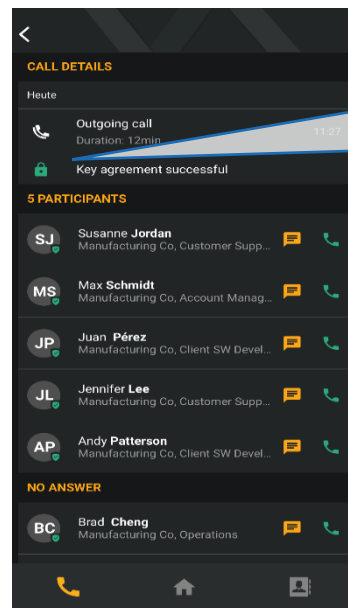 CALL DETAILS
Heute
Outgoing call
Duration: 12min
11:27
Key agreement successful
5 PARTICIPANTS
SJ
Susanne Jordan
Manufacturing Co, Customer Supp...
MS
Max Schmidt
Manufacturing Co, Account Manag...
JP
Juan Pérez
Manufacturing Co, Client SW Devel...
JL
Jennifer Lee
Manufacturing Co, Customer Supp...
AP
Andy Patterson
Manufacturing Co, Client SW Devel...
NO ANSWER
BC
Brad Cheng
Manufacturing Co, Operations